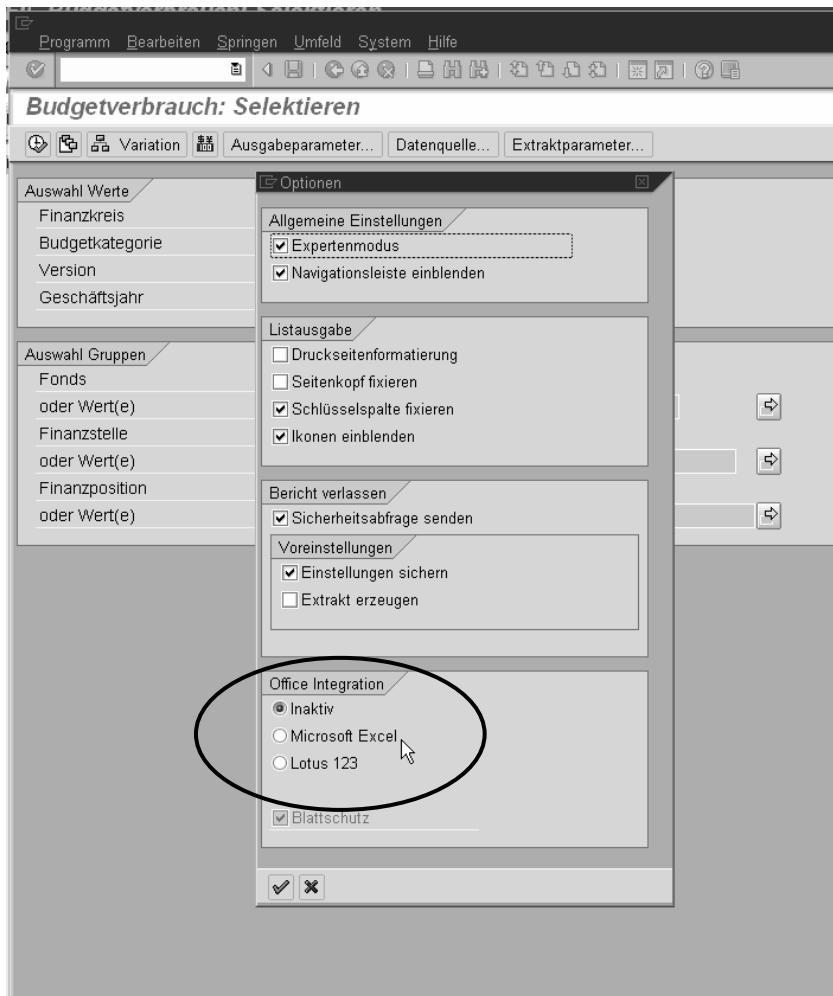 Programm Bearbeiten Springen Umfeld System Hilfe
Budgetverbrauch: Selektieren
Variation Ausgabeparameter... Datenquelle... Extraktparameter...
Auswahl Werte
Finanzkreis
Budgetkategorie
Version
Geschäftsjahr
Auswahl Gruppen
Fonds
oder Wert(e)
Finanzstelle
oder Wert(e)
Finanzposition
oder Wert(e)
Optionen
Allgemeine Einstellungen
Expertenmodus
Navigationsleiste einblenden
Listausgabe
Druckseitenformatierung
Seitenkopf fixieren
Schlüsselspalte fixieren
Ikonen einblenden
Bericht verlassen
Sicherheitsabfrage senden
Voreinstellungen
Einstellungen sichern
Extrakt erzeugen
Office Integration
Inaktiv
Microsoft Excel
Lotus 123
Blattschutz